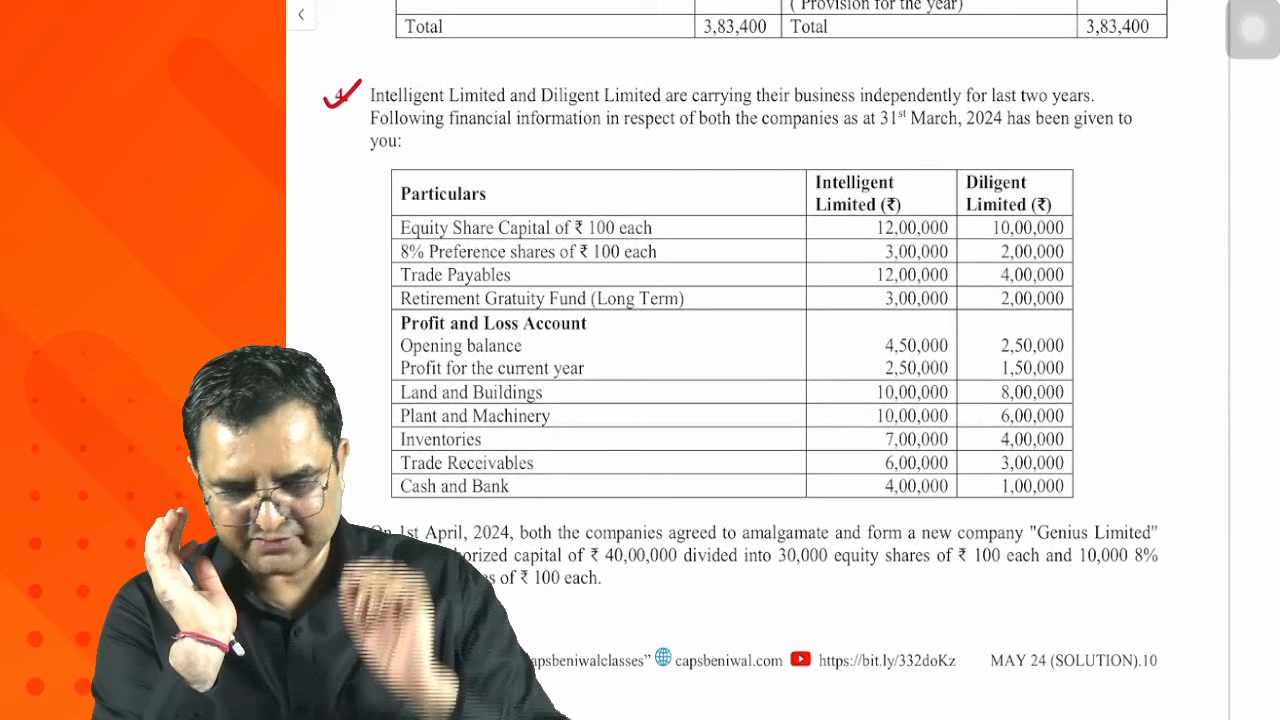 ( Provision for the year)
Total 3,83,400 Total 3,83,400
4. Intelligent Limited and Diligent Limited are carrying their business independently for last two years.
Following financial information in respect of both the companies as at 31st March, 2024 has been given to
you:
Particulars Intelligent Limited (₹) Diligent Limited (₹)
Equity Share Capital of ₹ 100 each 12,00,000 10,00,000
8% Preference shares of ₹ 100 each 3,00,000 2,00,000
Trade Payables 12,00,000 4,00,000
Retirement Gratuity Fund (Long Term) 3,00,000 2,00,000
Profit and Loss Account
Opening balance 4,50,000 2,50,000
Profit for the current year 2,50,000 1,50,000
Land and Buildings 10,00,000 8,00,000
Plant and Machinery 10,00,000 6,00,000
Inventories 7,00,000 4,00,000
Trade Receivables 6,00,000 3,00,000
Cash and Bank 4,00,000 1,00,000
On 1st April, 2024, both the companies agreed to amalgamate and form a new company "Genius Limited"
horized capital of ₹ 40,00,000 divided into 30,000 equity shares of ₹ 100 each and 10,000 8%
s of ₹ 100 each.
apsbeniwalclasses” capsbeniwal.com https://bit.ly/332doKz MAY 24 (SOLUTION).10